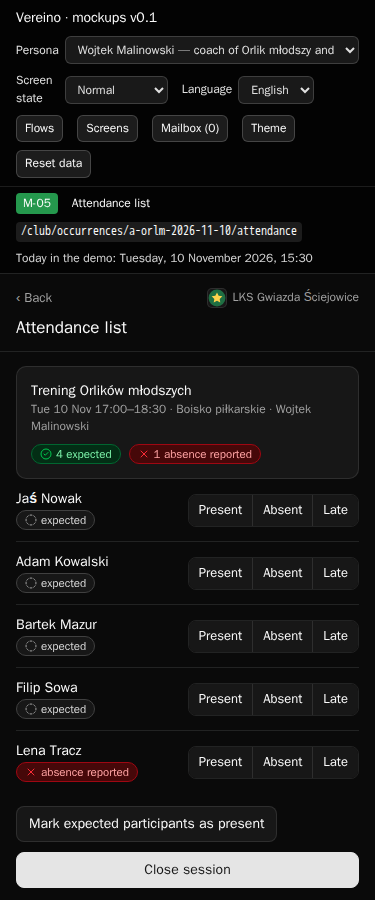 Vereino · mockups v0.1
Persona Wojtek Malinowski — coach of Orlik młodszy and
Screen state Normal Language English
Flows Screens Mailbox (0) Theme
Reset data
M-05 Attendance list
/club/occurrences/a-orlm-2026-11-10/attendance
Today in the demo: Tuesday, 10 November 2026, 15:30
‹ Back LKS Gwiazda Ściejowice
Attendance list
Trening Orlików młodszych
Tue 10 Nov 17:00–18:30 · Boisko piłkarskie · Wojtek
Malinowski
4 expected 1 absence reported
Jaś Nowak
expected
Present Absent Late
Adam Kowalski
expected
Present Absent Late
Bartek Mazur
expected
Present Absent Late
Filip Sowa
expected
Present Absent Late
Lena Tracz
absence reported
Present Absent Late
Mark expected participants as present
Close session